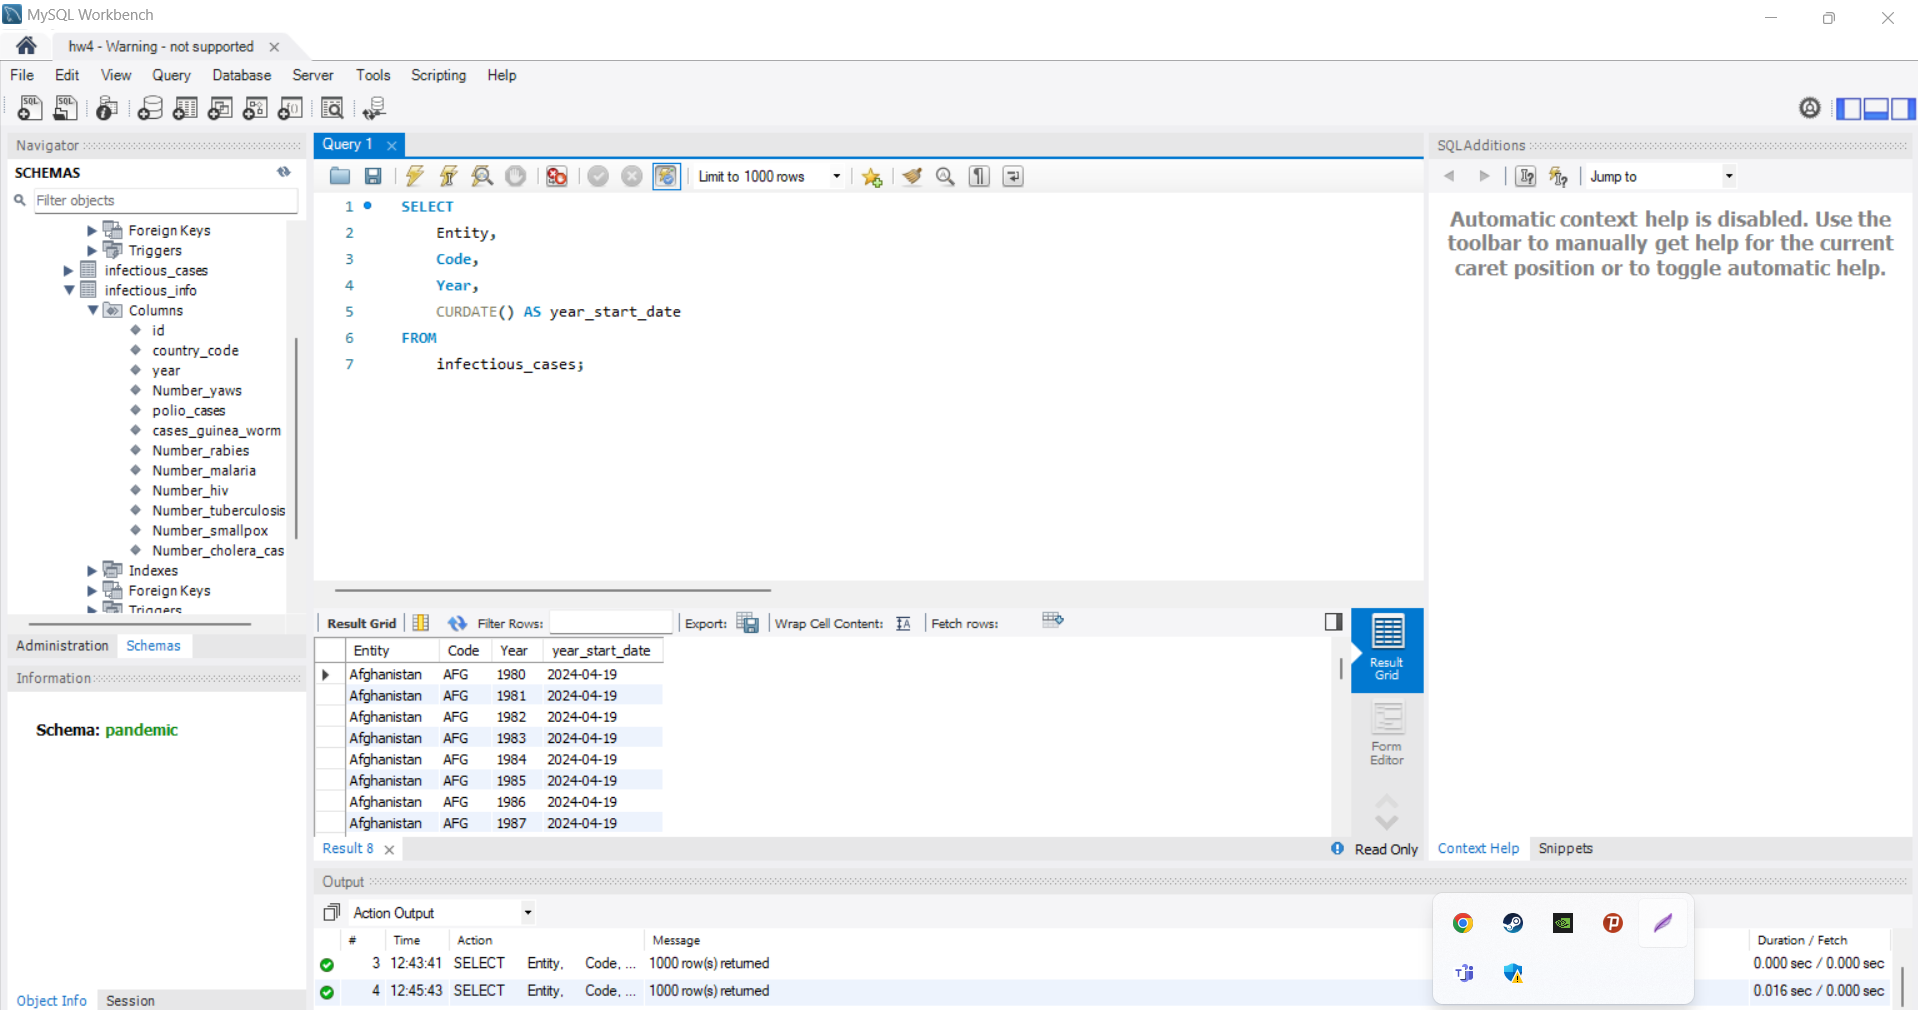 MySQL Workbench
hw4 - Warning - not supported
File Edit View Query Database Server Tools Scripting Help
Navigator
SCHEMAS
Filter objects
Foreign Keys
Triggers
infectious_cases
infectious_info
Columns
id
country_code
year
Number_yaws
polio_cases
cases_guinea_worm
Number_rabies
Number_malaria
Number_hiv
Number_tuberculosis
Number_smallpox
Number_cholera_cas
Indexes
Foreign Keys
Triggers
Administration Schemas
Information
Schema: pandemic
Object Info Session
Query 1
Limit to 1000 rows
1 SELECT
2 Entity,
3 Code,
4 Year,
5 CURDATE() AS year_start_date
6 FROM
7 infectious_cases;
Result Grid Filter Rows: Export: Wrap Cell Content: Fetch rows:
Entity Code Year year_start_date
Afghanistan AFG 1980 2024-04-19
Afghanistan AFG 1981 2024-04-19
Afghanistan AFG 1982 2024-04-19
Afghanistan AFG 1983 2024-04-19
Afghanistan AFG 1984 2024-04-19
Afghanistan AFG 1985 2024-04-19
Afghanistan AFG 1986 2024-04-19
Afghanistan AFG 1987 2024-04-19
Result
Grid
Form
Editor
Result 8
Read Only
SQLAdditions
Jump to
Automatic context help is disabled. Use the
toolbar to manually get help for the current
caret position or to toggle automatic help.
Context Help Snippets
Output
Action Output
# Time Action Message Duration / Fetch
3 12:43:41 SELECT Entity, Code, ... 1000 row(s) returned 0.000 sec / 0.000 sec
4 12:45:43 SELECT Entity, Code, ... 1000 row(s) returned 0.016 sec / 0.000 sec